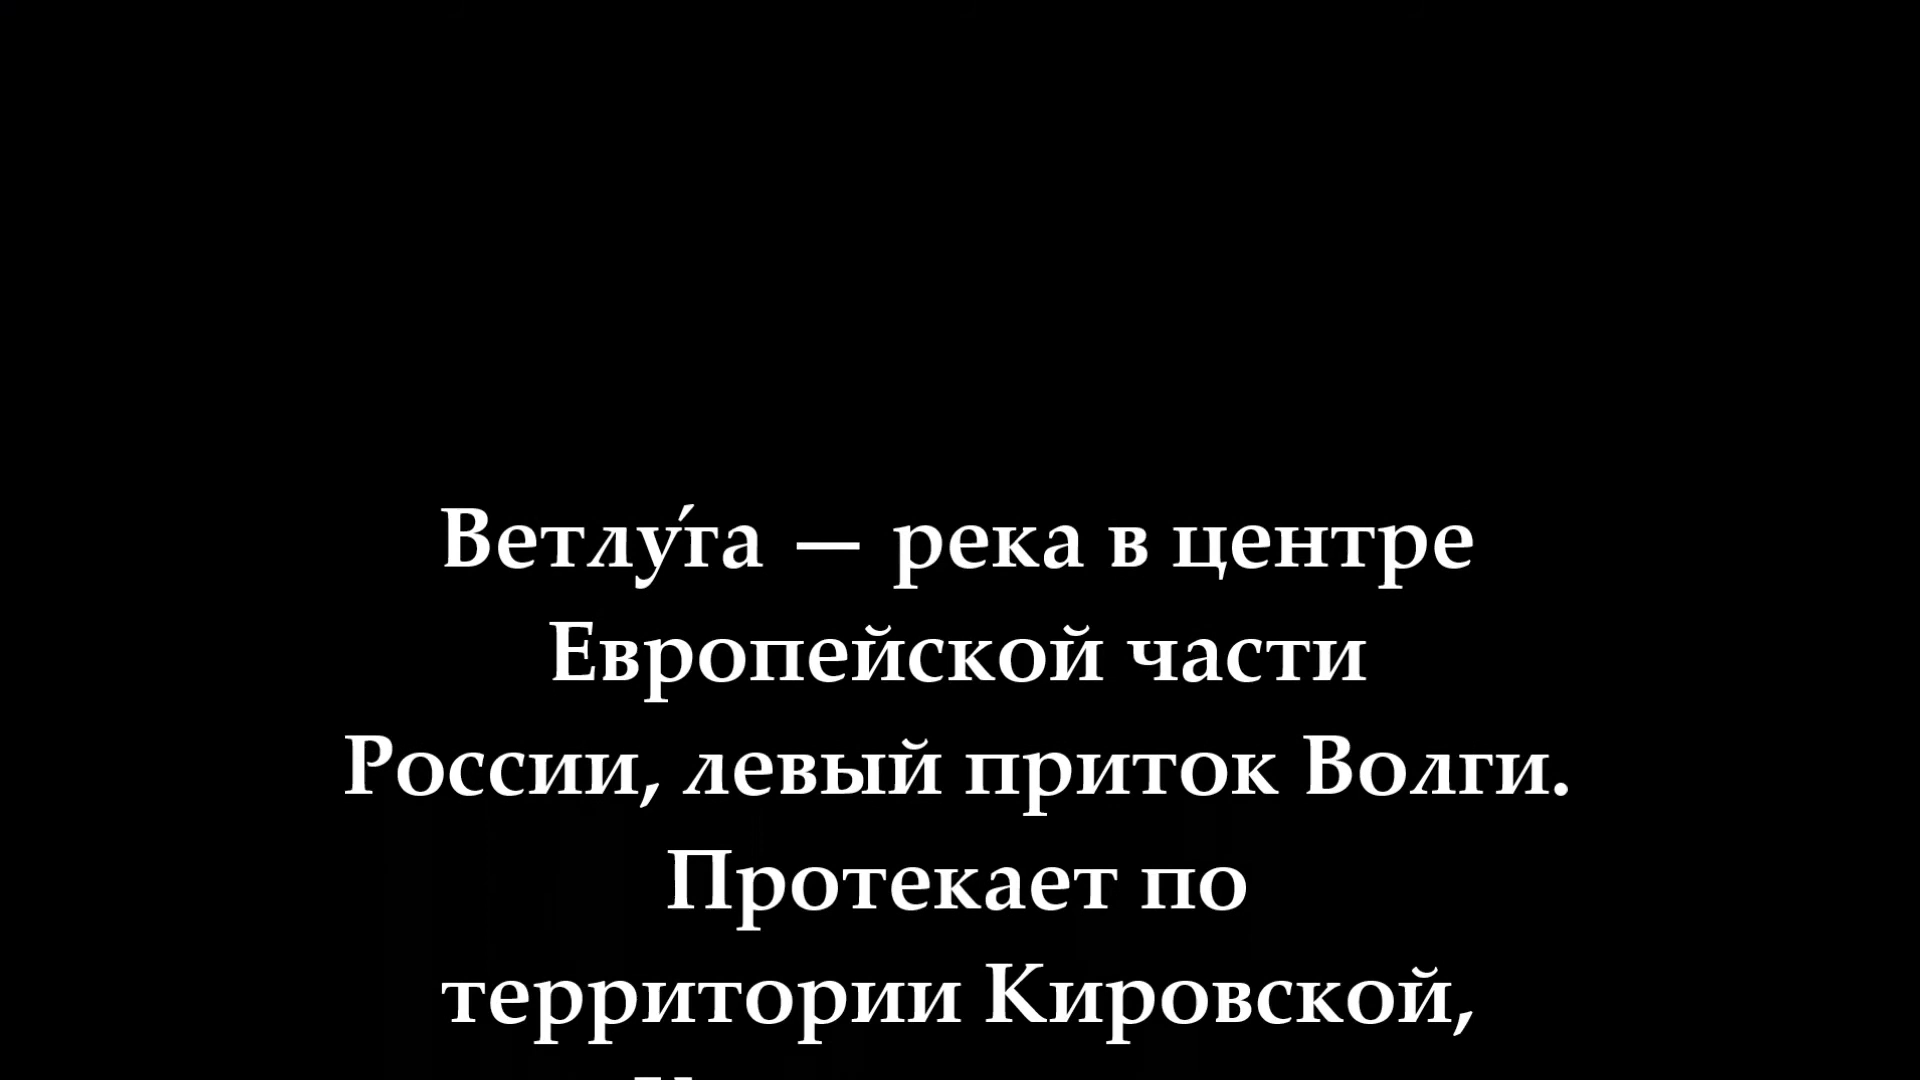 Ветлу́га — река в центре
Европейской части
России, левый приток Волги.
Протекает по
территории Кировской,